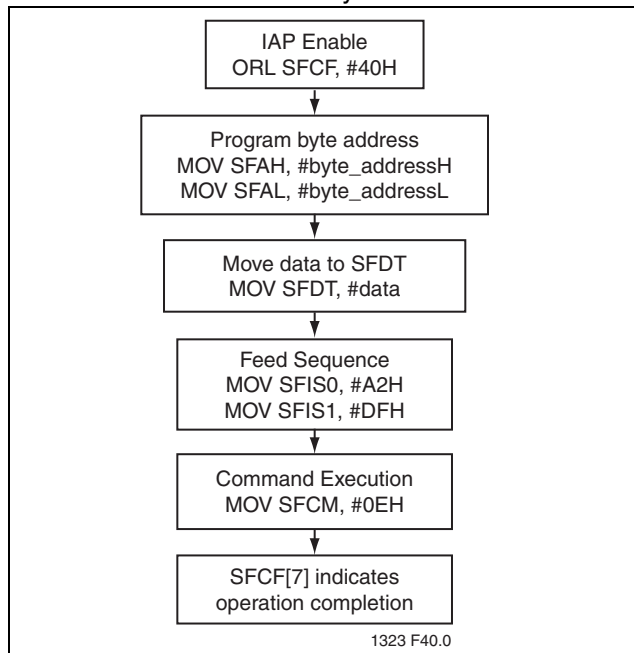 IAP Enable
ORL SFCF, #40H
Program byte address
MOV SFAH, #byte_addressH
MOV SFAL, #byte_addressL
Move data to SFDT
MOV SFDT, #data
Feed Sequence
MOV SFIS0, #A2H
MOV SFIS1, #DFH
Command Execution
MOV SFCM, #0EH
SFCF[7] indicates
operation completion
1323 F40.0